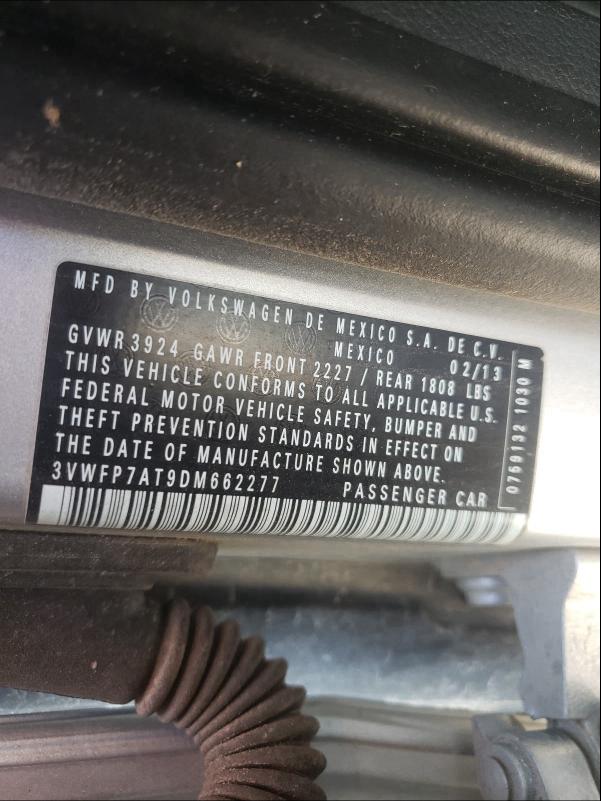 MFD BY VOLKSWAGEN DE MEXICO S.A. DE C.V.
MEXICO 02/13
GVWR 3924 GAWR FRONT 2227 / REAR 1808 LBS
THIS VEHICLE CONFORMS TO ALL APPLICABLE U.S.
FEDERAL MOTOR VEHICLE SAFETY, BUMPER AND
THEFT PREVENTION STANDARDS IN EFFECT ON
THE DATE OF MANUFACTURE SHOWN ABOVE.
3VWFP7AT9DM662277 PASSENGER CAR
0759132 1030 M